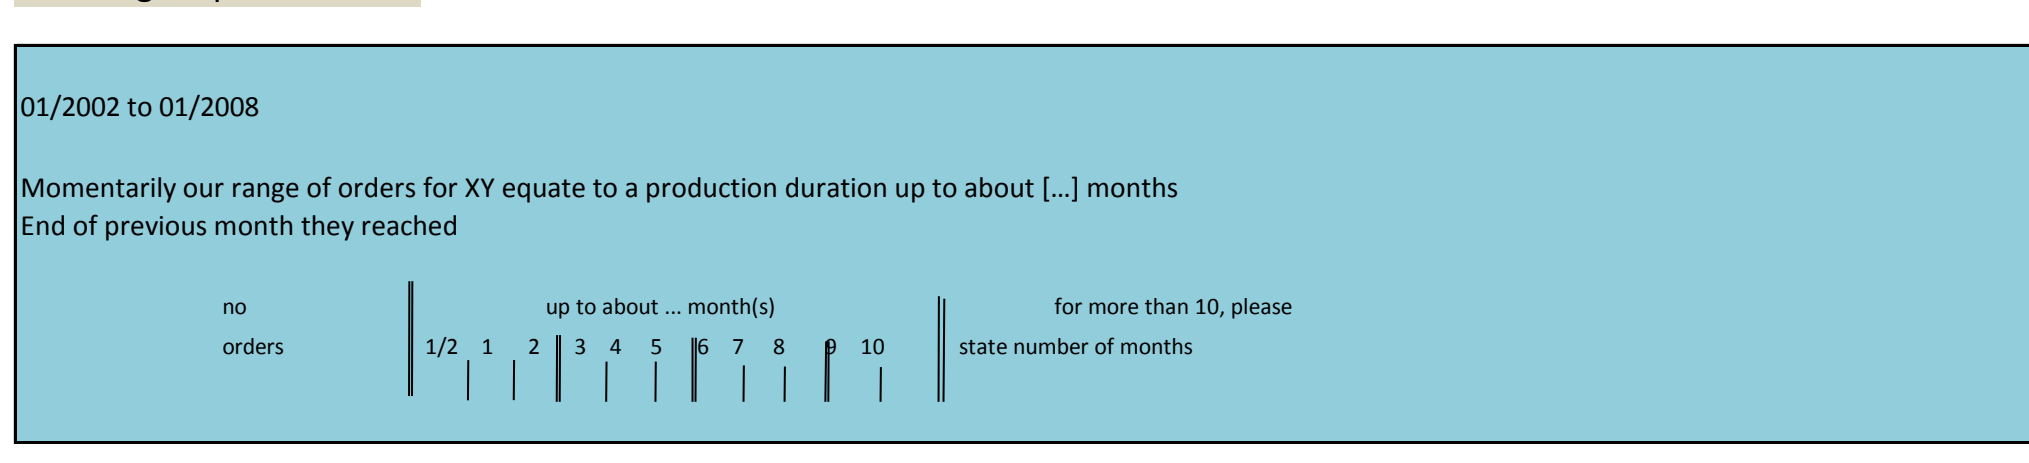 01/2002 to 01/2008
Momentarily our range of orders for XY equate to a production duration up to about [...] months
End of previous month they reached
no up to about ... month(s) for more than 10, please
orders 1/2 1 2 3 4 5 6 7 8 9 10 state number of months